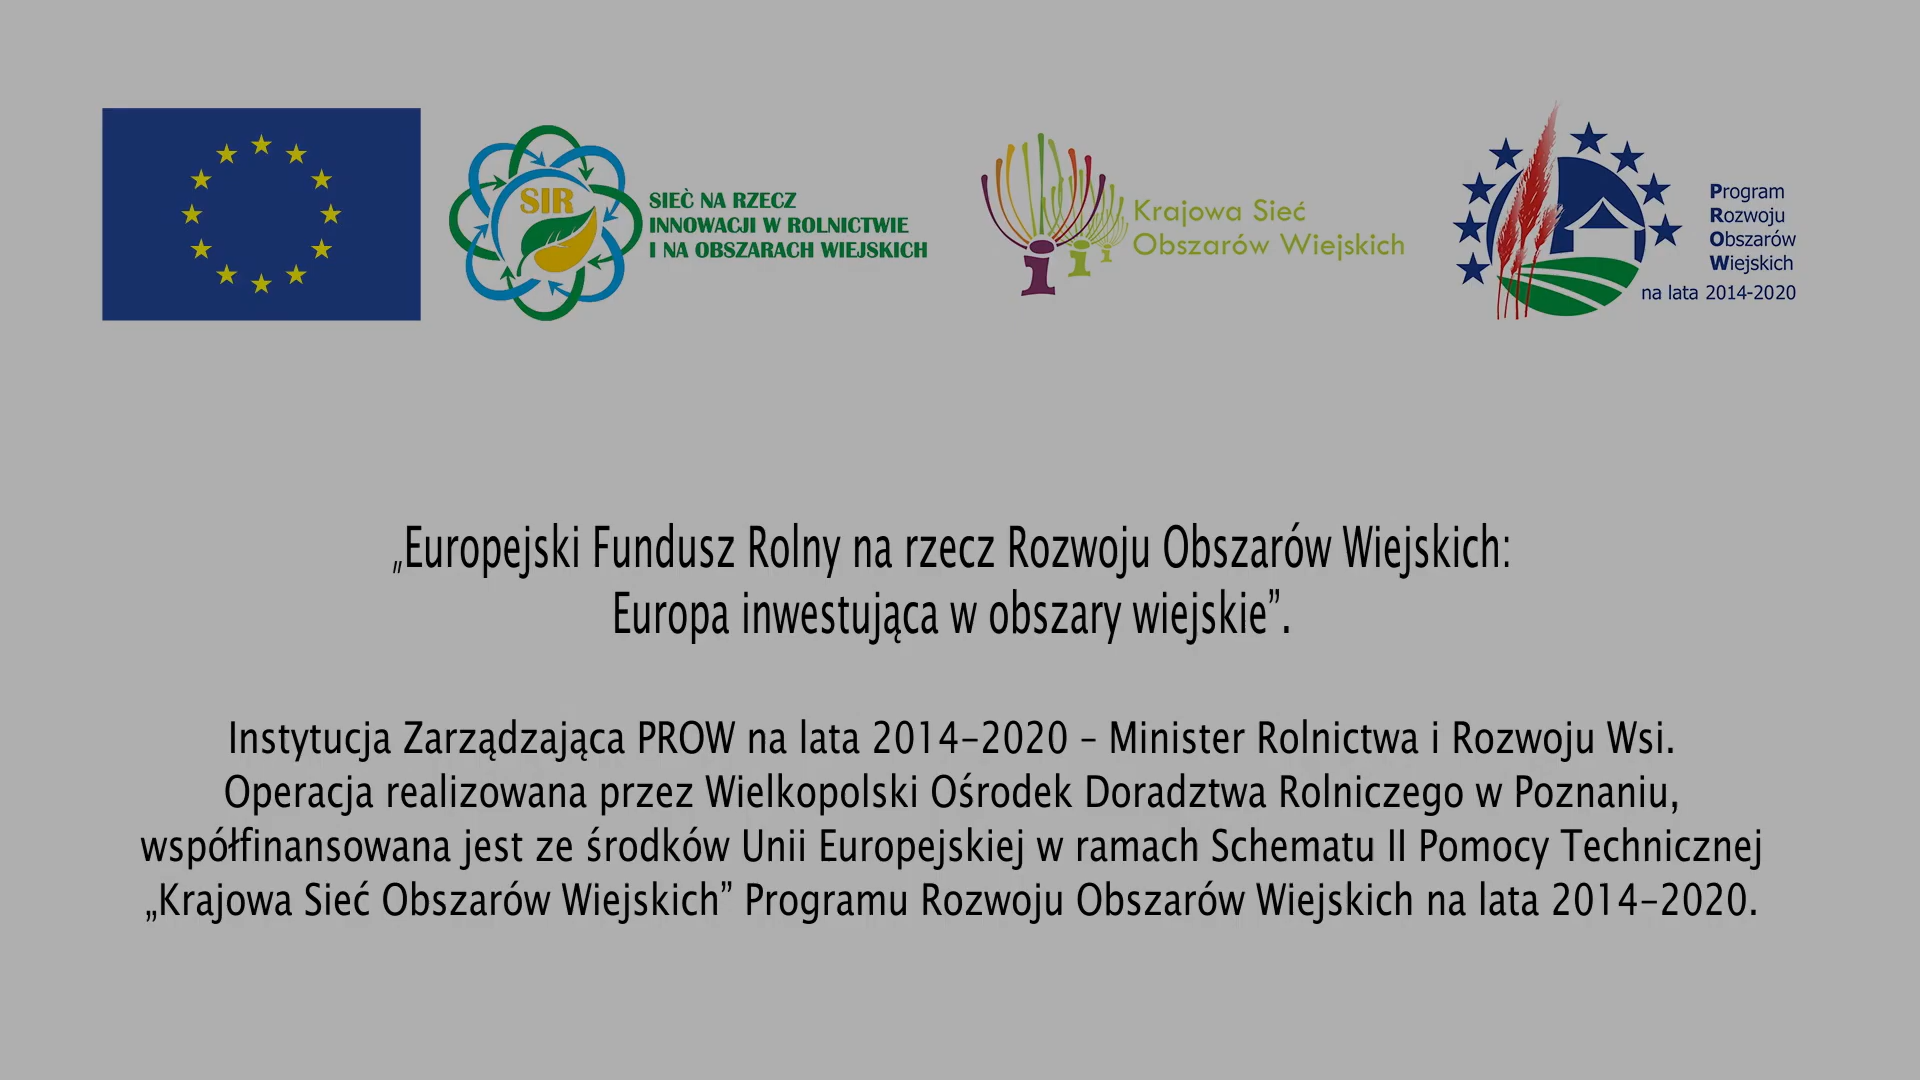 SIR
SIEĆ NA RZECZ
INNOWACJI W ROLNICTWIE
I NA OBSZARACH WIEJSKICH
Krajowa Sieć
Obszarów Wiejskich
Program
Rozwoju
Obszarów
Wiejskich
na lata 2014-2020
„Europejski Fundusz Rolny na rzecz Rozwoju Obszarów Wiejskich:
Europa inwestująca w obszary wiejskie”.
Instytucja Zarządzająca PROW na lata 2014–2020 – Minister Rolnictwa i Rozwoju Wsi.
Operacja realizowana przez Wielkopolski Ośrodek Doradztwa Rolniczego w Poznaniu,
współfinansowana jest ze środków Unii Europejskiej w ramach Schematu II Pomocy Technicznej
„Krajowa Sieć Obszarów Wiejskich” Programu Rozwoju Obszarów Wiejskich na lata 2014–2020.